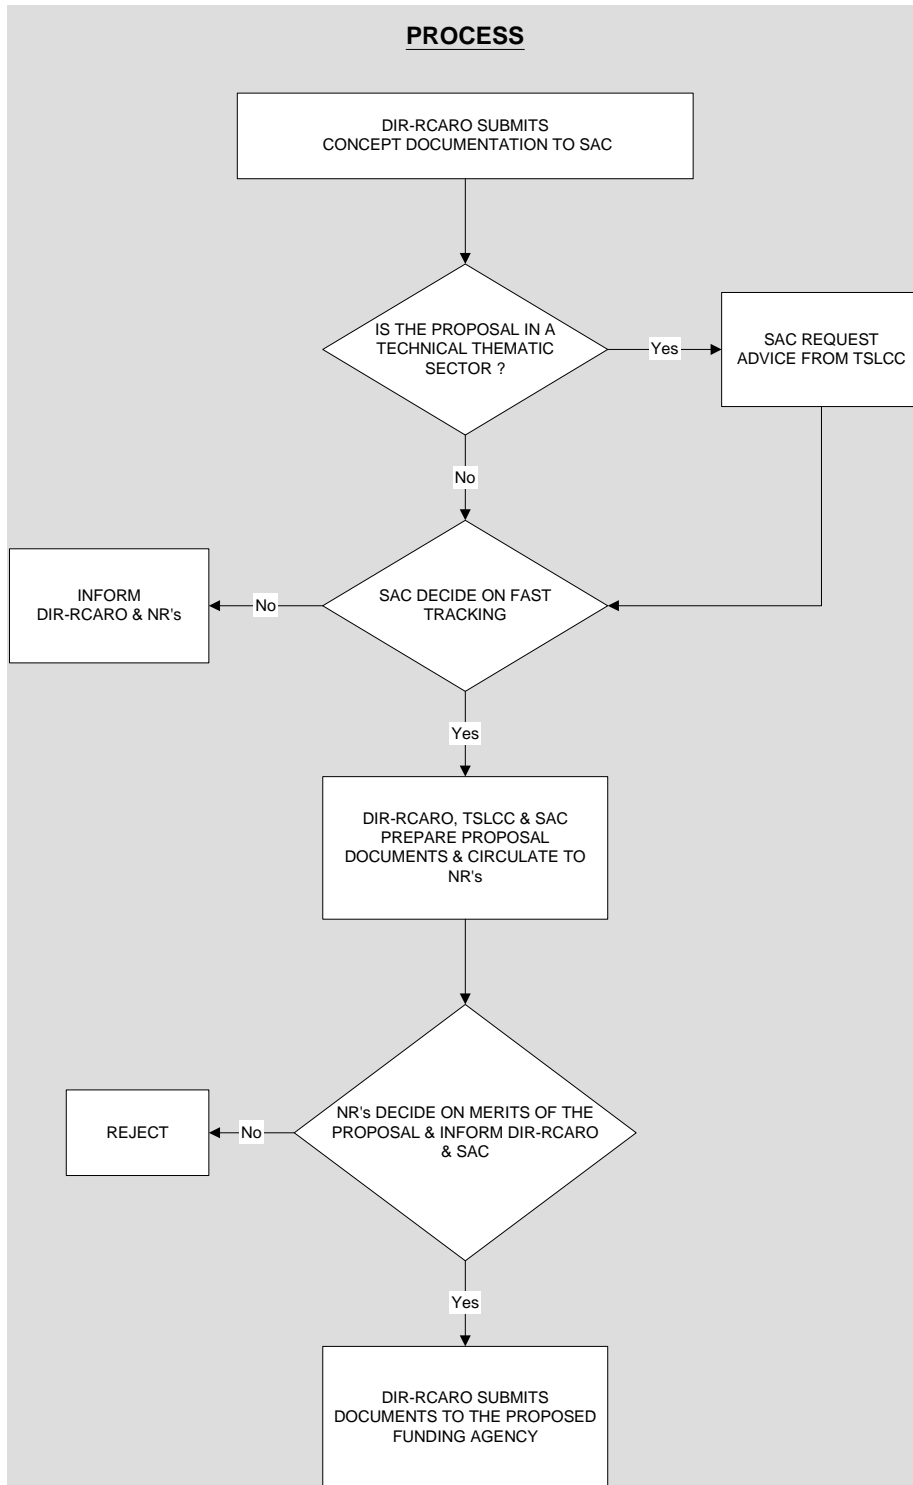 PROCESS
DIR-RCARO SUBMITS
CONCEPT DOCUMENTATION TO SAC
IS THE PROPOSAL IN A
TECHNICAL THEMATIC
SECTOR ?
Yes
SAC REQUEST
ADVICE FROM TSLCC
No
INFORM
DIR-RCARO & NR's
No
SAC DECIDE ON FAST
TRACKING
Yes
DIR-RCARO, TSLCC & SAC
PREPARE PROPOSAL
DOCUMENTS & CIRCULATE TO
NR's
REJECT
No
NR's DECIDE ON MERITS OF THE
PROPOSAL & INFORM DIR-RCARO
& SAC
Yes
DIR-RCARO SUBMITS
DOCUMENTS TO THE PROPOSED
FUNDING AGENCY